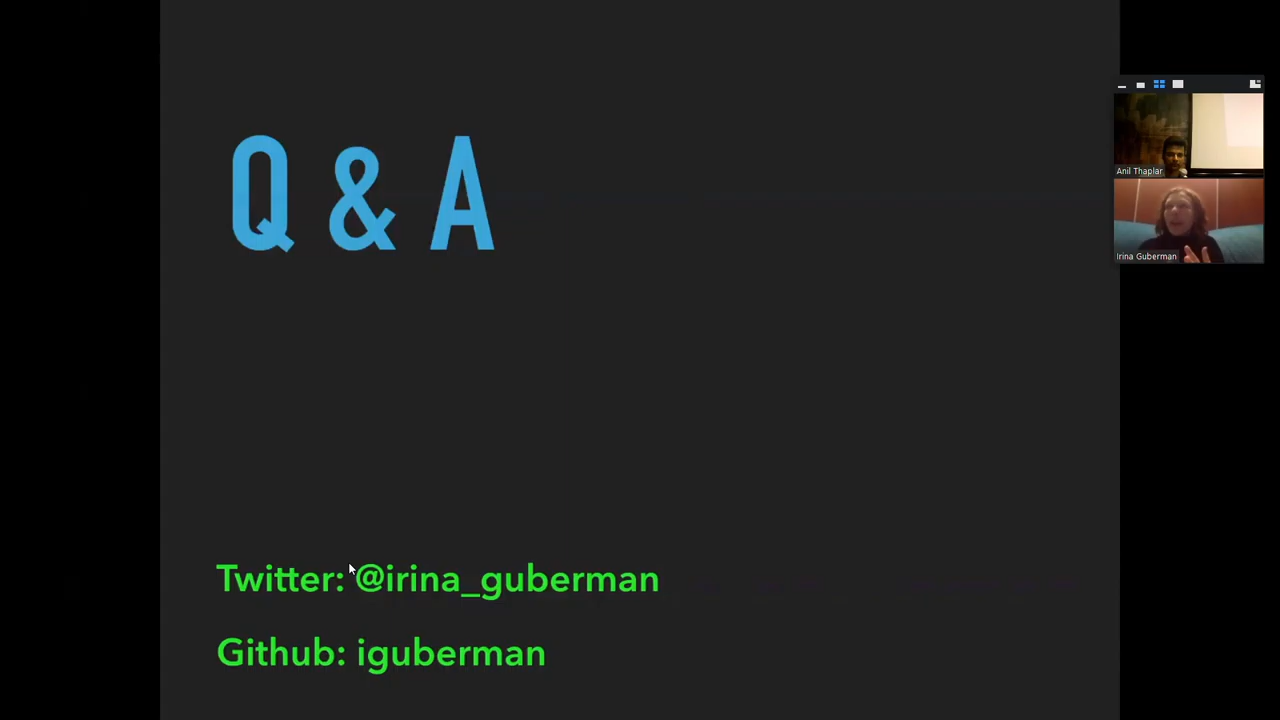 Q & A
Anil Thaplar
Irina Guberman
Twitter: @irina_guberman
Github: iguberman